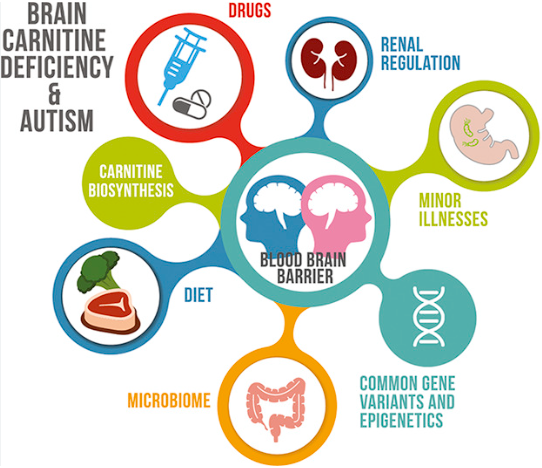 BRAIN
CARNITINE
DEFICIENCY
&
AUTISM
DRUGS
RENAL
REGULATION
CARNITINE
BIOSYNTHESIS
MINOR
ILLNESSES
BLOOD BRAIN
BARRIER
DIET
MICROBIOME
COMMON GENE
VARIANTS AND
EPIGENETICS